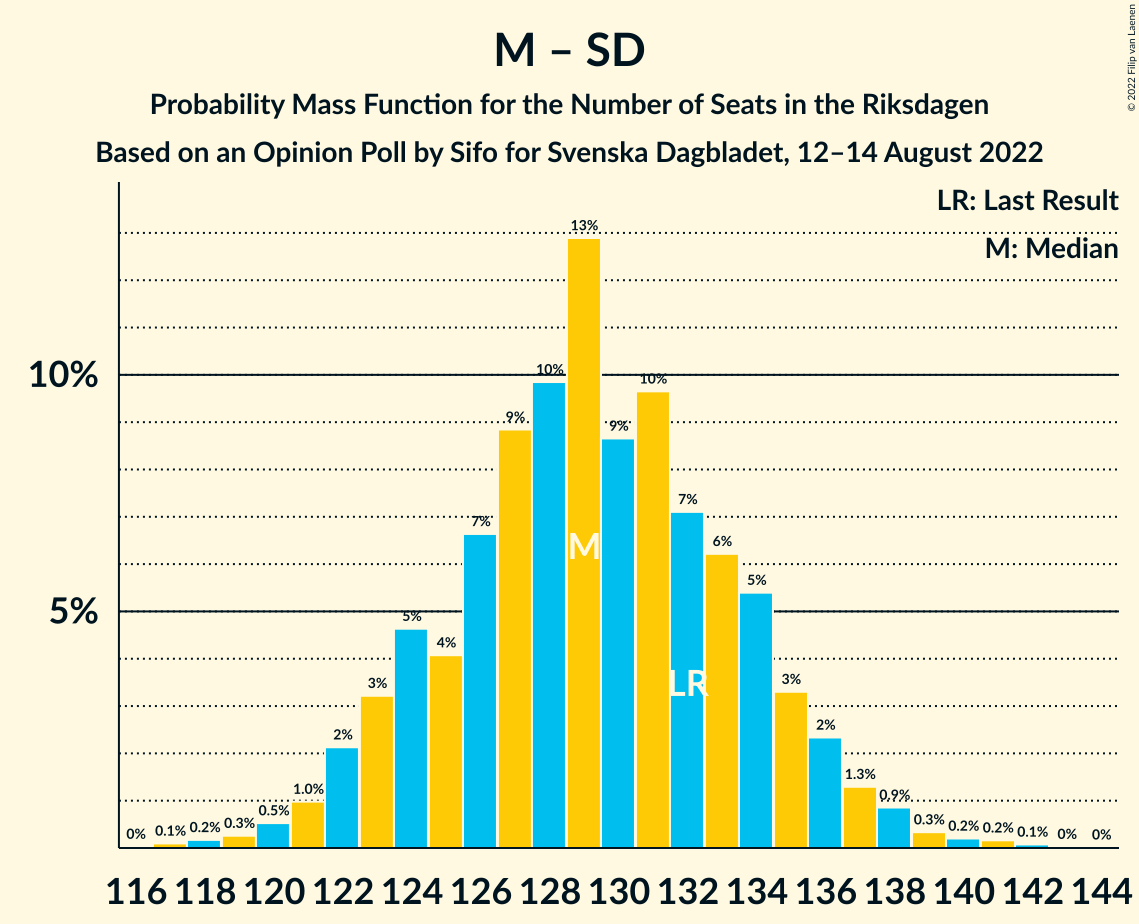 M – SD
Probability Mass Function for the Number of Seats in the Riksdagen
Based on an Opinion Poll by Sifo for Svenska Dagbladet, 12–14 August 2022
© 2022 Filip van Laenen
LR: Last Result
M: Median
10%
5%
0% 0.1% 0.2% 0.3% 0.5% 1.0% 2% 3% 5% 4% 7% 9% 10% 13% 9% 10% 7% 6% 5% 3% 2% 1.3% 0.9% 0.3% 0.2% 0.2% 0.1% 0% 0%
M
LR
116 118 120 122 124 126 128 130 132 134 136 138 140 142 144